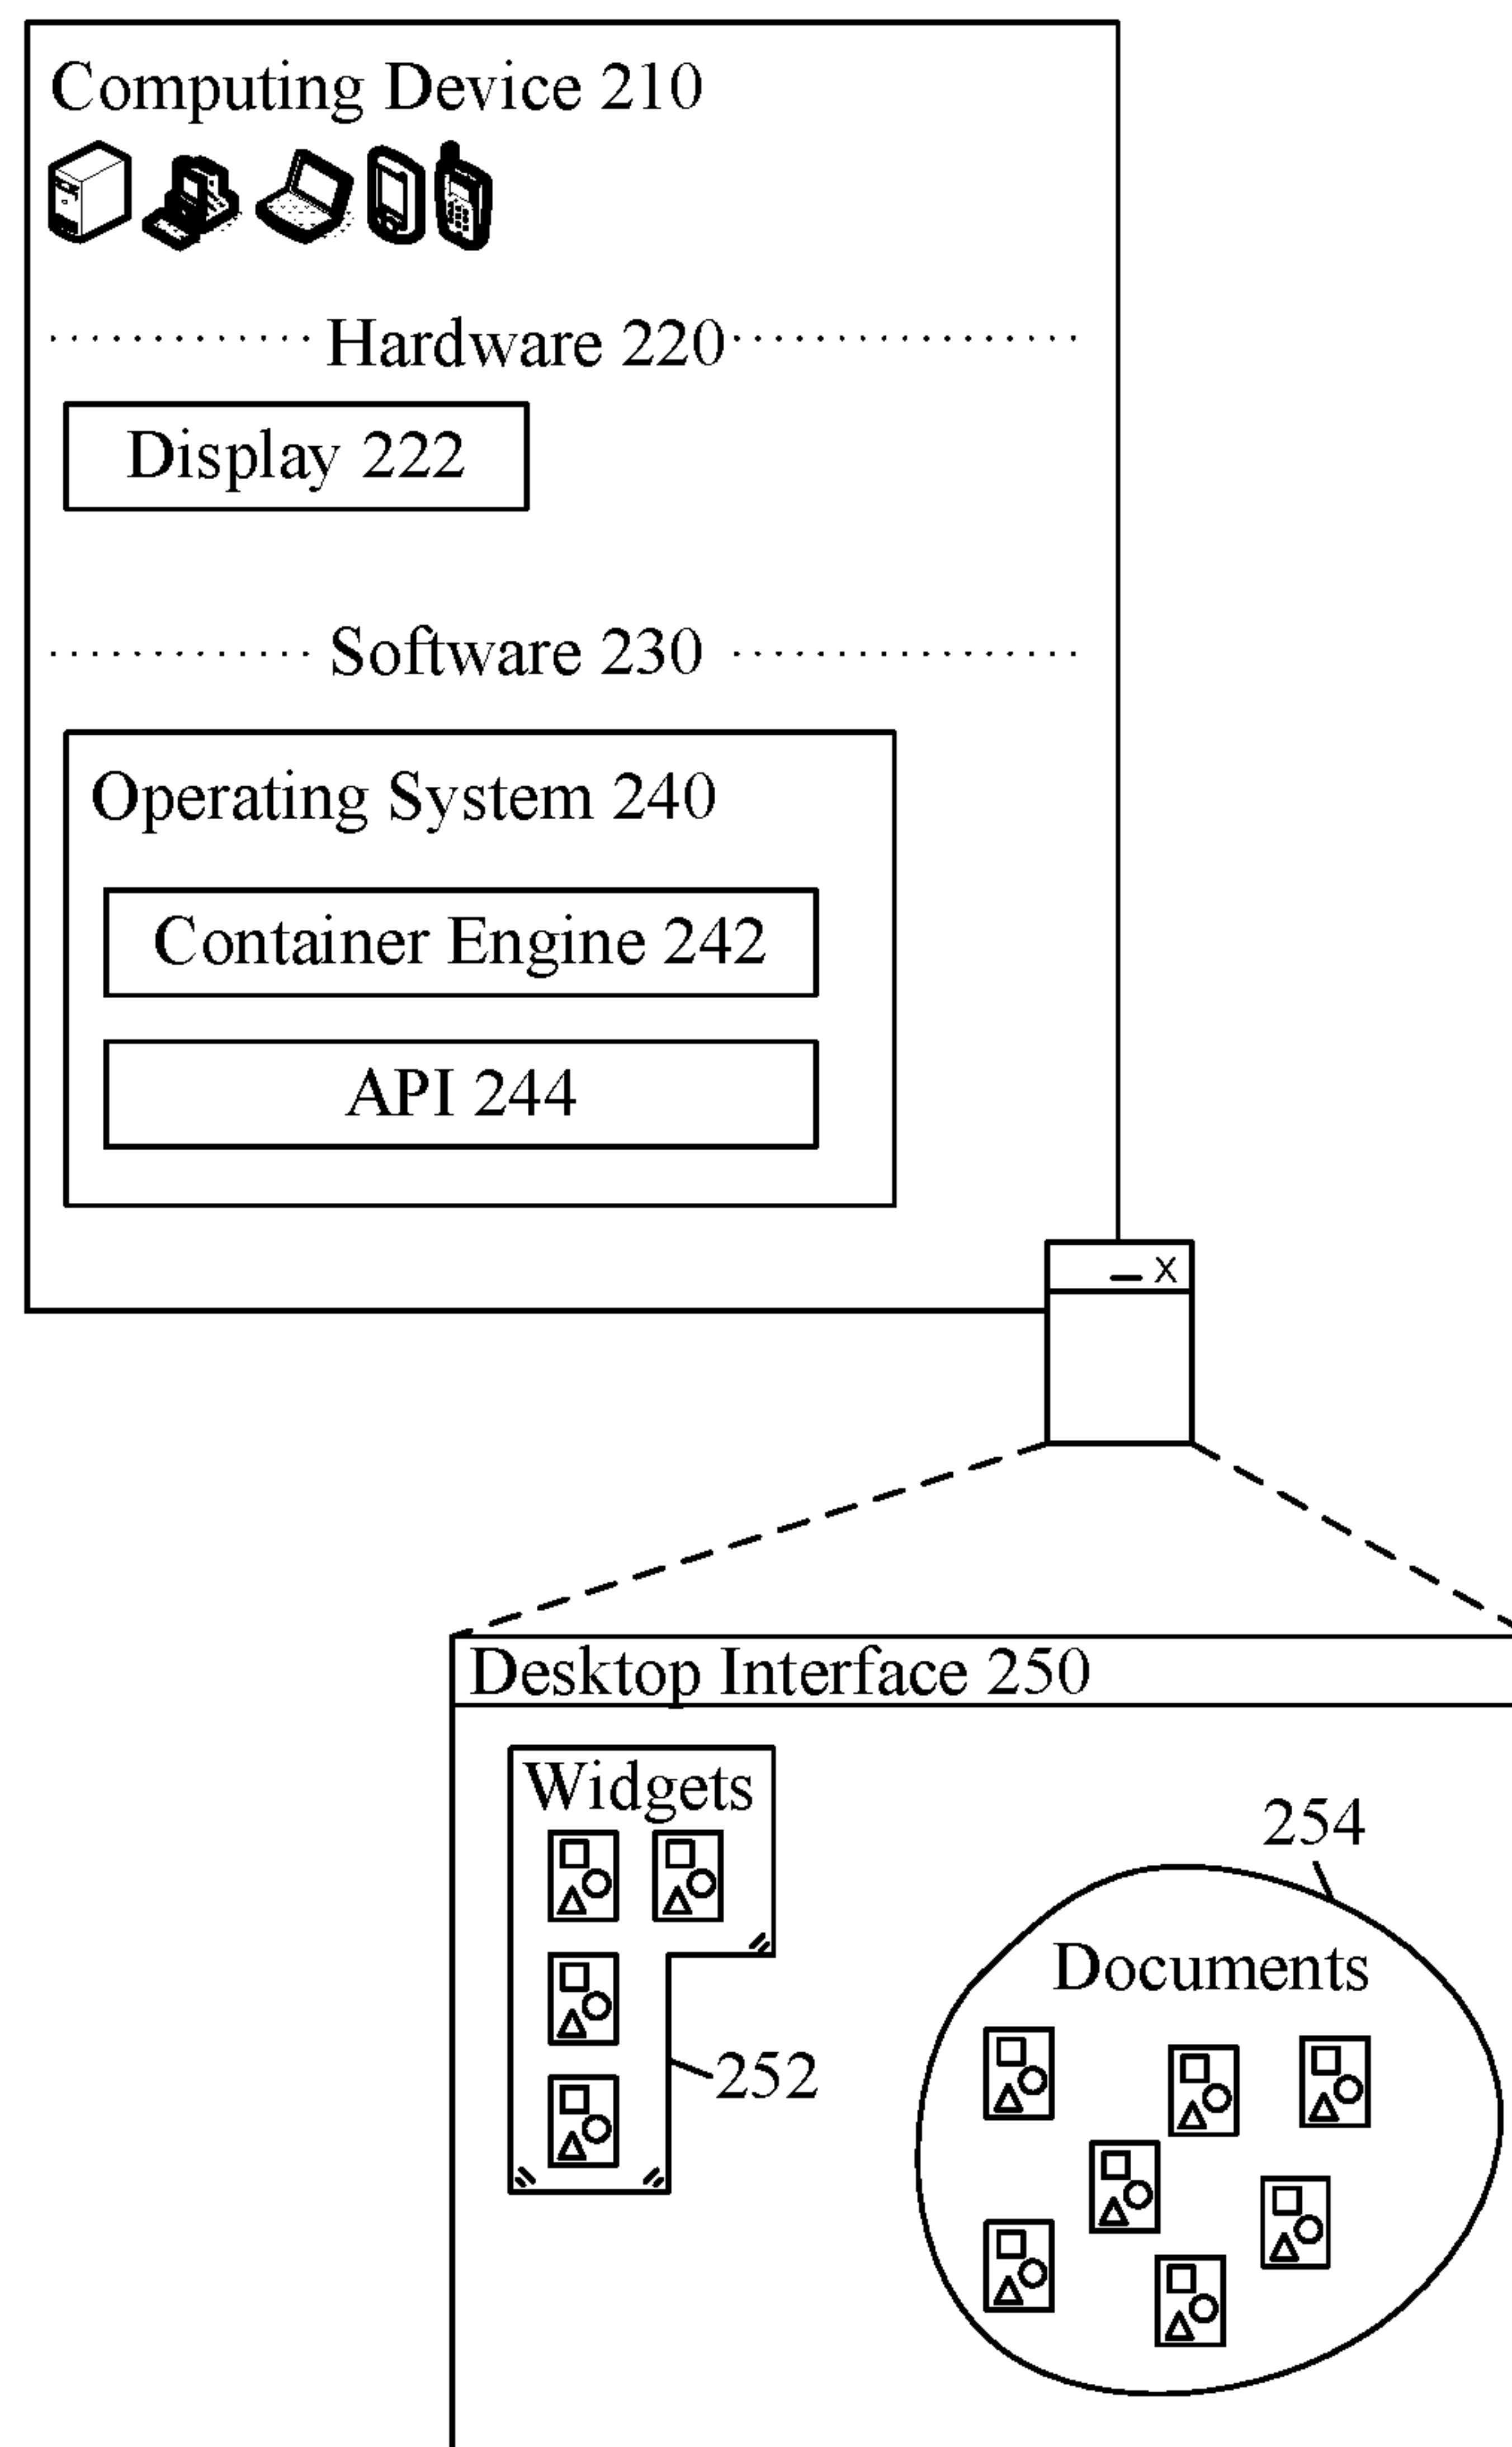 Computing Device 210
Hardware 220
Display 222
Software 230
Operating System 240
Container Engine 242
API 244
X
Desktop Interface 250
Widgets
254
Documents
252